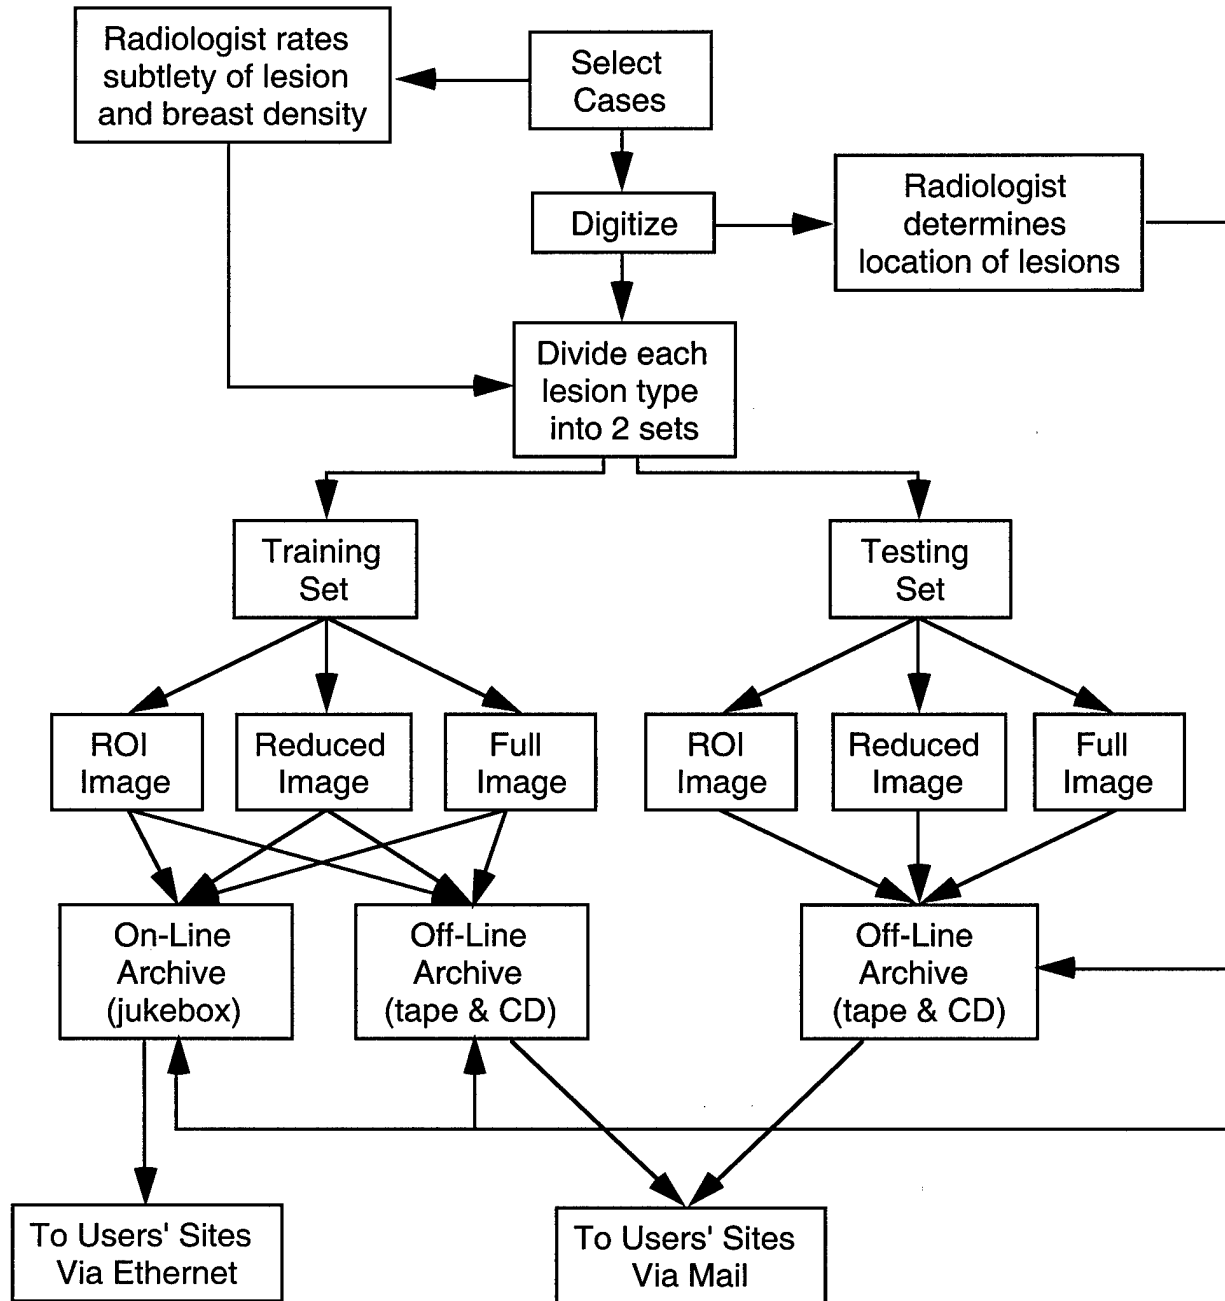 Radiologist rates
subtlety of lesion
and breast density
Select
Cases
Digitize
Radiologist
determines
location of lesions
Divide each
lesion type
into 2 sets
Training
Set
Testing
Set
ROI
Image
Reduced
Image
Full
Image
ROI
Image
Reduced
Image
Full
Image
On-Line
Archive
(jukebox)
Off-Line
Archive
(tape & CD)
Off-Line
Archive
(tape & CD)
To Users' Sites
Via Ethernet
To Users' Sites
Via Mail